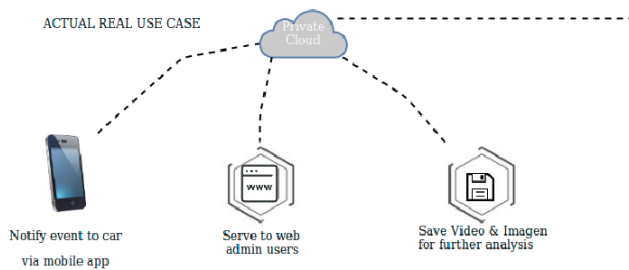 ACTUAL REAL USE CASE
Private
Cloud
www
Notify event to car
via mobile app
Serve to web
admin users
Save Video & Imagen
for further analysis